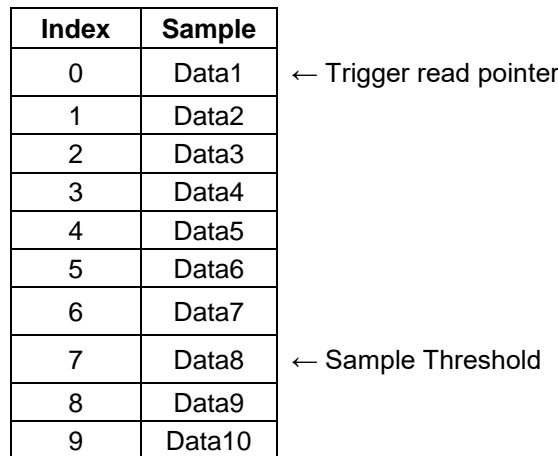 Index Sample
0 Data1 ← Trigger read pointer
1 Data2
2 Data3
3 Data4
4 Data5
5 Data6
6 Data7
7 Data8 ← Sample Threshold
8 Data9
9 Data10